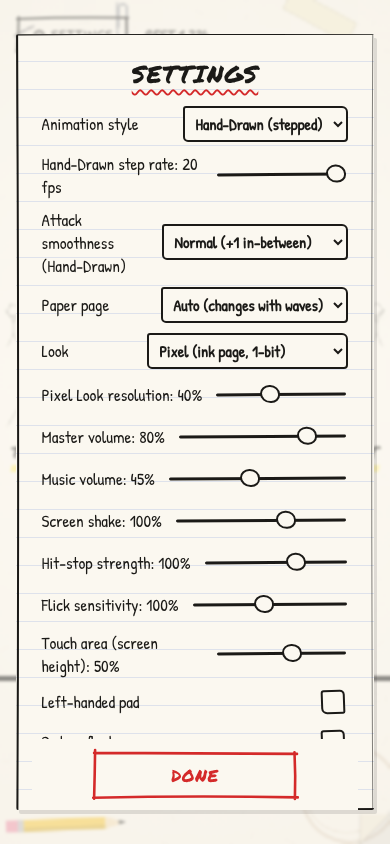 SETTINGS
Animation style
Hand-Drawn (stepped)
Hand-Drawn step rate: 20
fps
Attack
smoothness
(Hand-Drawn)
Normal (+1 in-between)
Paper page
Auto (changes with waves)
Look
Pixel (ink page, 1-bit)
Pixel Look resolution: 40%
Master volume: 80%
Music volume: 45%
Screen shake: 100%
Hit-stop strength: 100%
Flick sensitivity: 100%
Touch area (screen
height): 50%
Left-handed pad
DONE